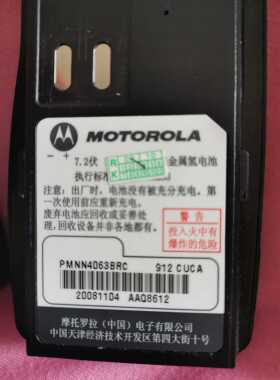 MOTOROLA
7.2伏 金属氢电池
执行标
注意：出厂时，电池没有被充分充电。第
一次使用前应重新充电。
废弃电池应回收或妥善处
置。回收设备并非各地都有。
警告
投入火中有
爆炸的危险
PMNN4063BRC 912 CUCA
20081104 AAQ8612
摩托罗拉（中国）电子有限公司
中国天津经济技术开发区第四大街十号